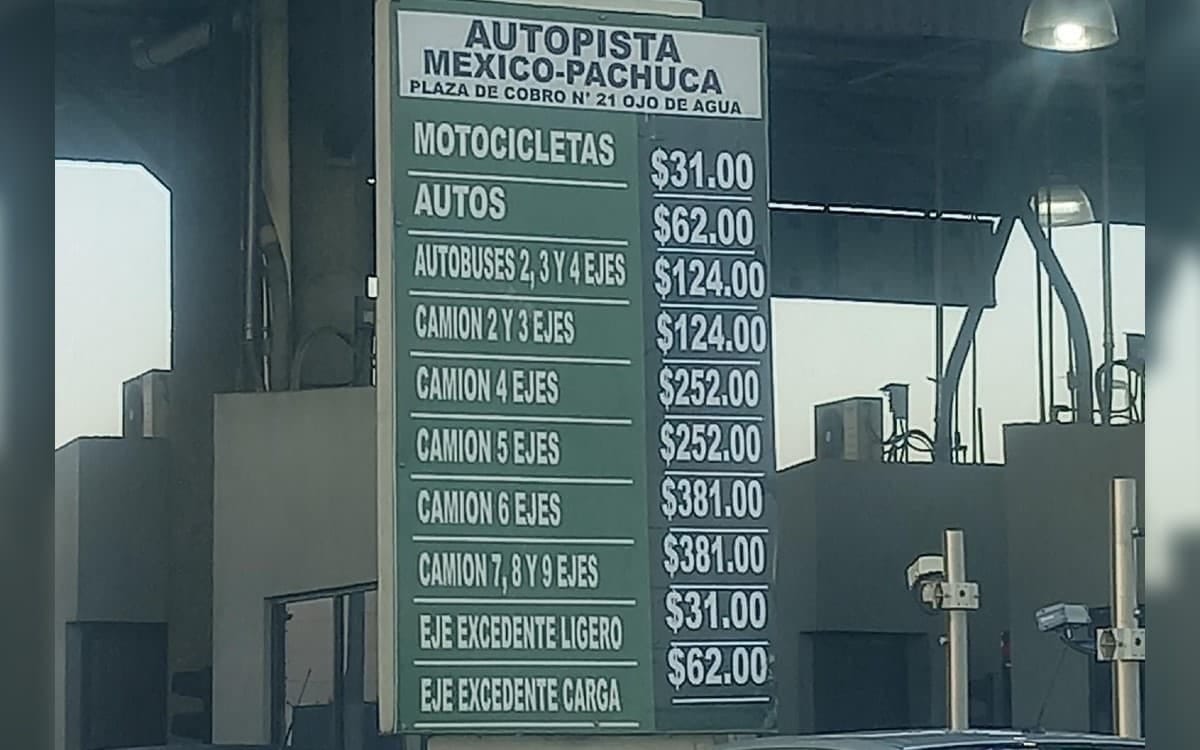 AUTOPISTA
MEXICO-PACHUCA
PLAZA DE COBRO N° 21 OJO DE AGUA
MOTOCICLETAS $31.00
AUTOS $62.00
AUTOBUSES 2, 3 Y 4 EJES $124.00
CAMION 2 Y 3 EJES $124.00
CAMION 4 EJES $252.00
CAMION 5 EJES $252.00
CAMION 6 EJES $381.00
CAMION 7, 8 Y 9 EJES $381.00
EJE EXCEDENTE LIGERO $31.00
EJE EXCEDENTE CARGA $62.00